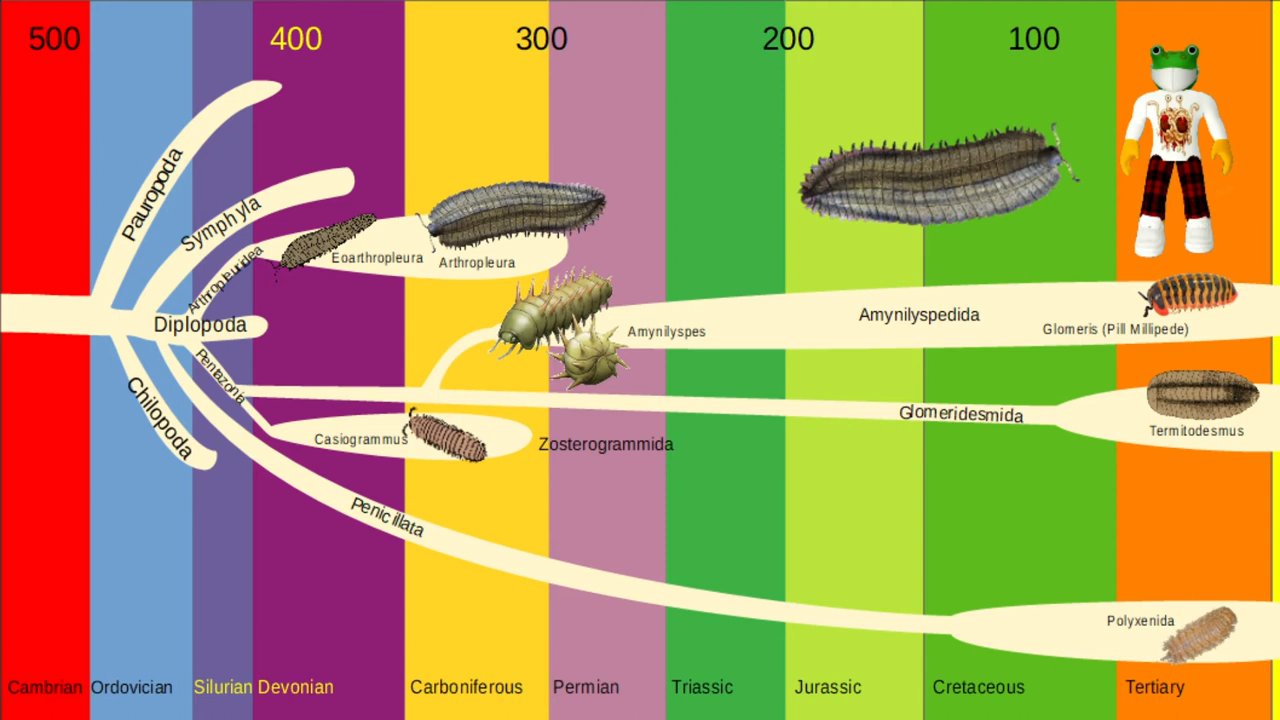 500 400 300 200 100
Pauropoda
Symphyla
Arthropleuridea
Eoarthropleura
Arthropleura
Diplopoda
Amynilyspes
Amynilyspedida
Glomeris (Pill Millipede)
Pentazonia
Chilopoda
Glomeridesmida
Termitodesmus
Casiogrammus
Zosterogrammida
Penicillata
Polyxenida
Cambrian Ordovician Silurian Devonian Carboniferous Permian Triassic Jurassic Cretaceous Tertiary